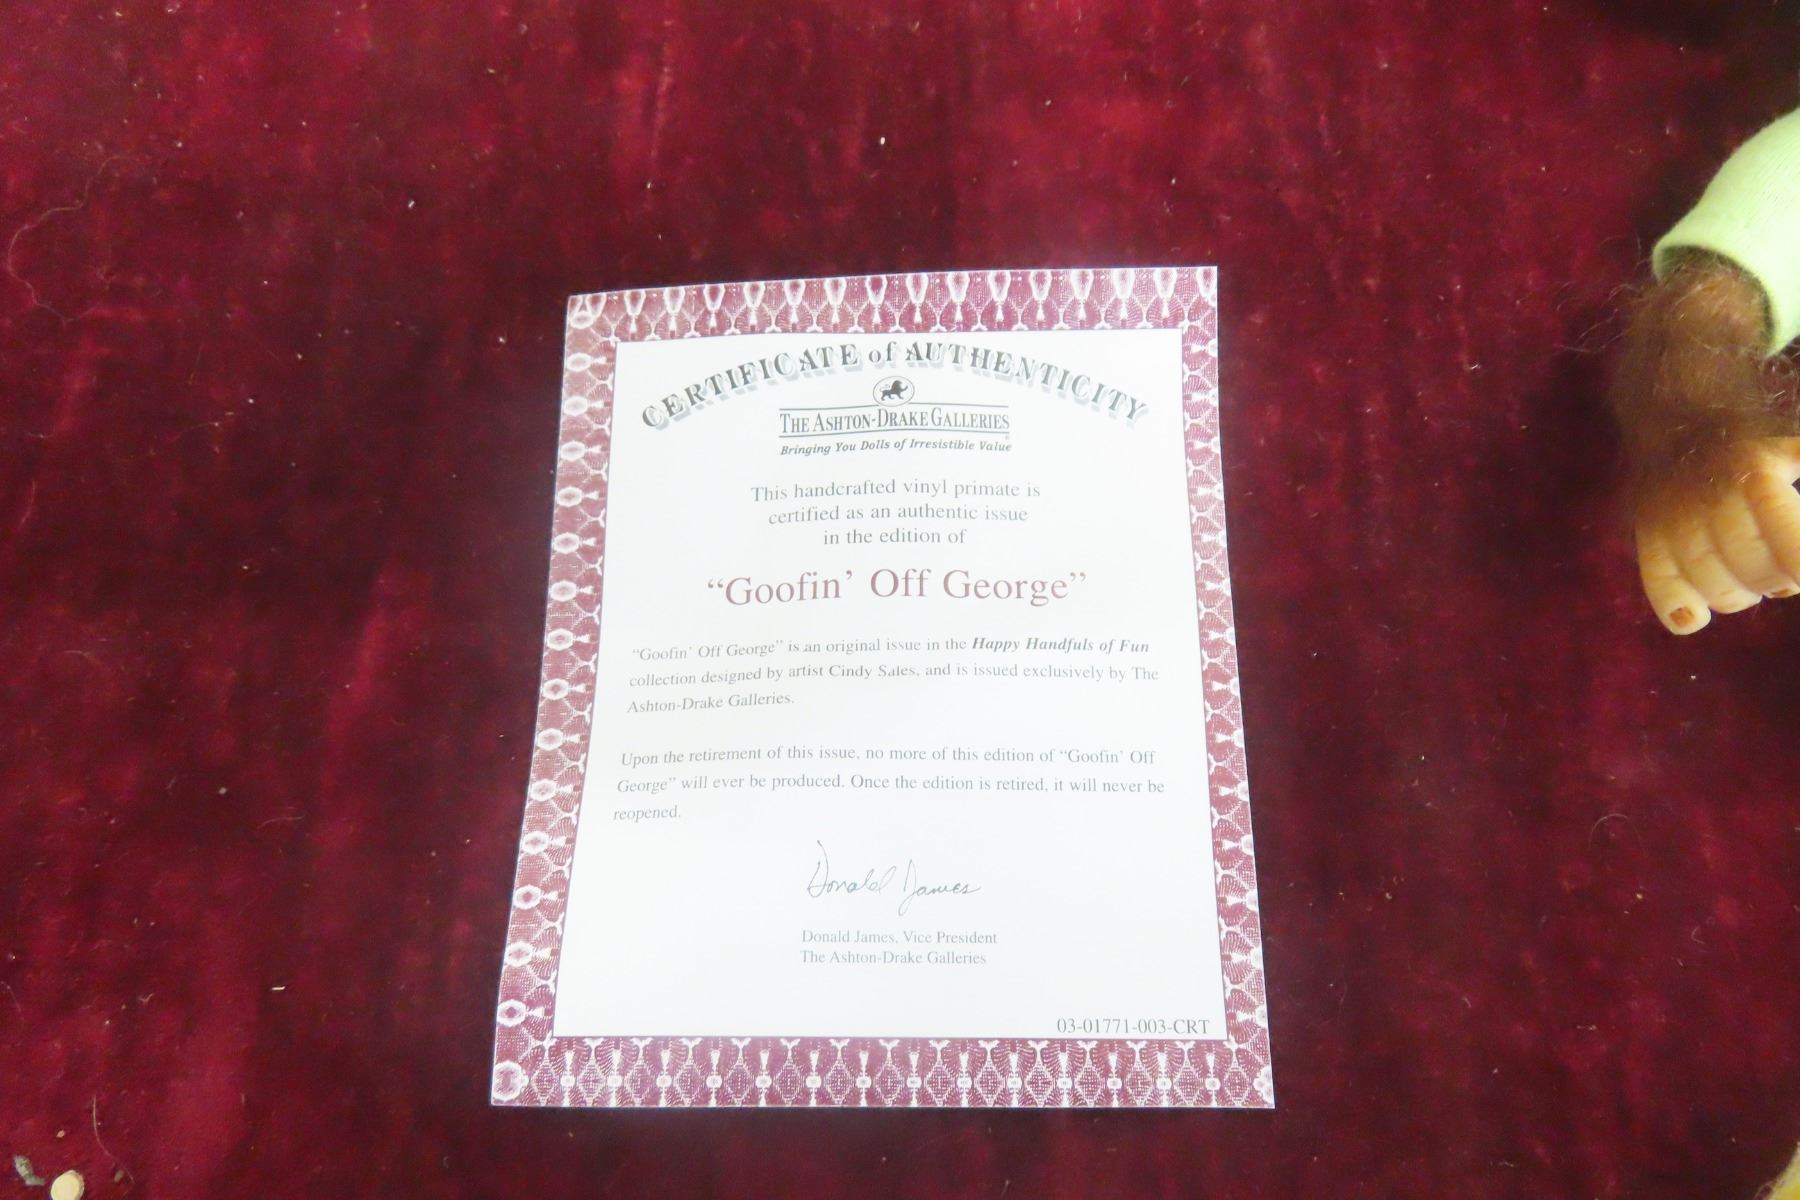 CERTIFICATE of AUTHENTICITY
THE ASHTON-DRAKE GALLERIES
Bringing You Dolls of Irresistible Value
This handcrafted vinyl primate is
certified as an authentic issue
in the edition of
“Goofin’ Off George”
“Goofin’ Off George” is an original issue in the Happy Handfuls of Fun
collection designed by artist Cindy Sales, and is issued exclusively by The
Ashton-Drake Galleries.
Upon the retirement of this issue, no more of this edition of “Goofin’ Off
George” will ever be produced. Once the edition is retired, it will never be
reopened.
Donald James
Donald James, Vice President
The Ashton-Drake Galleries
03-01771-003-CRT